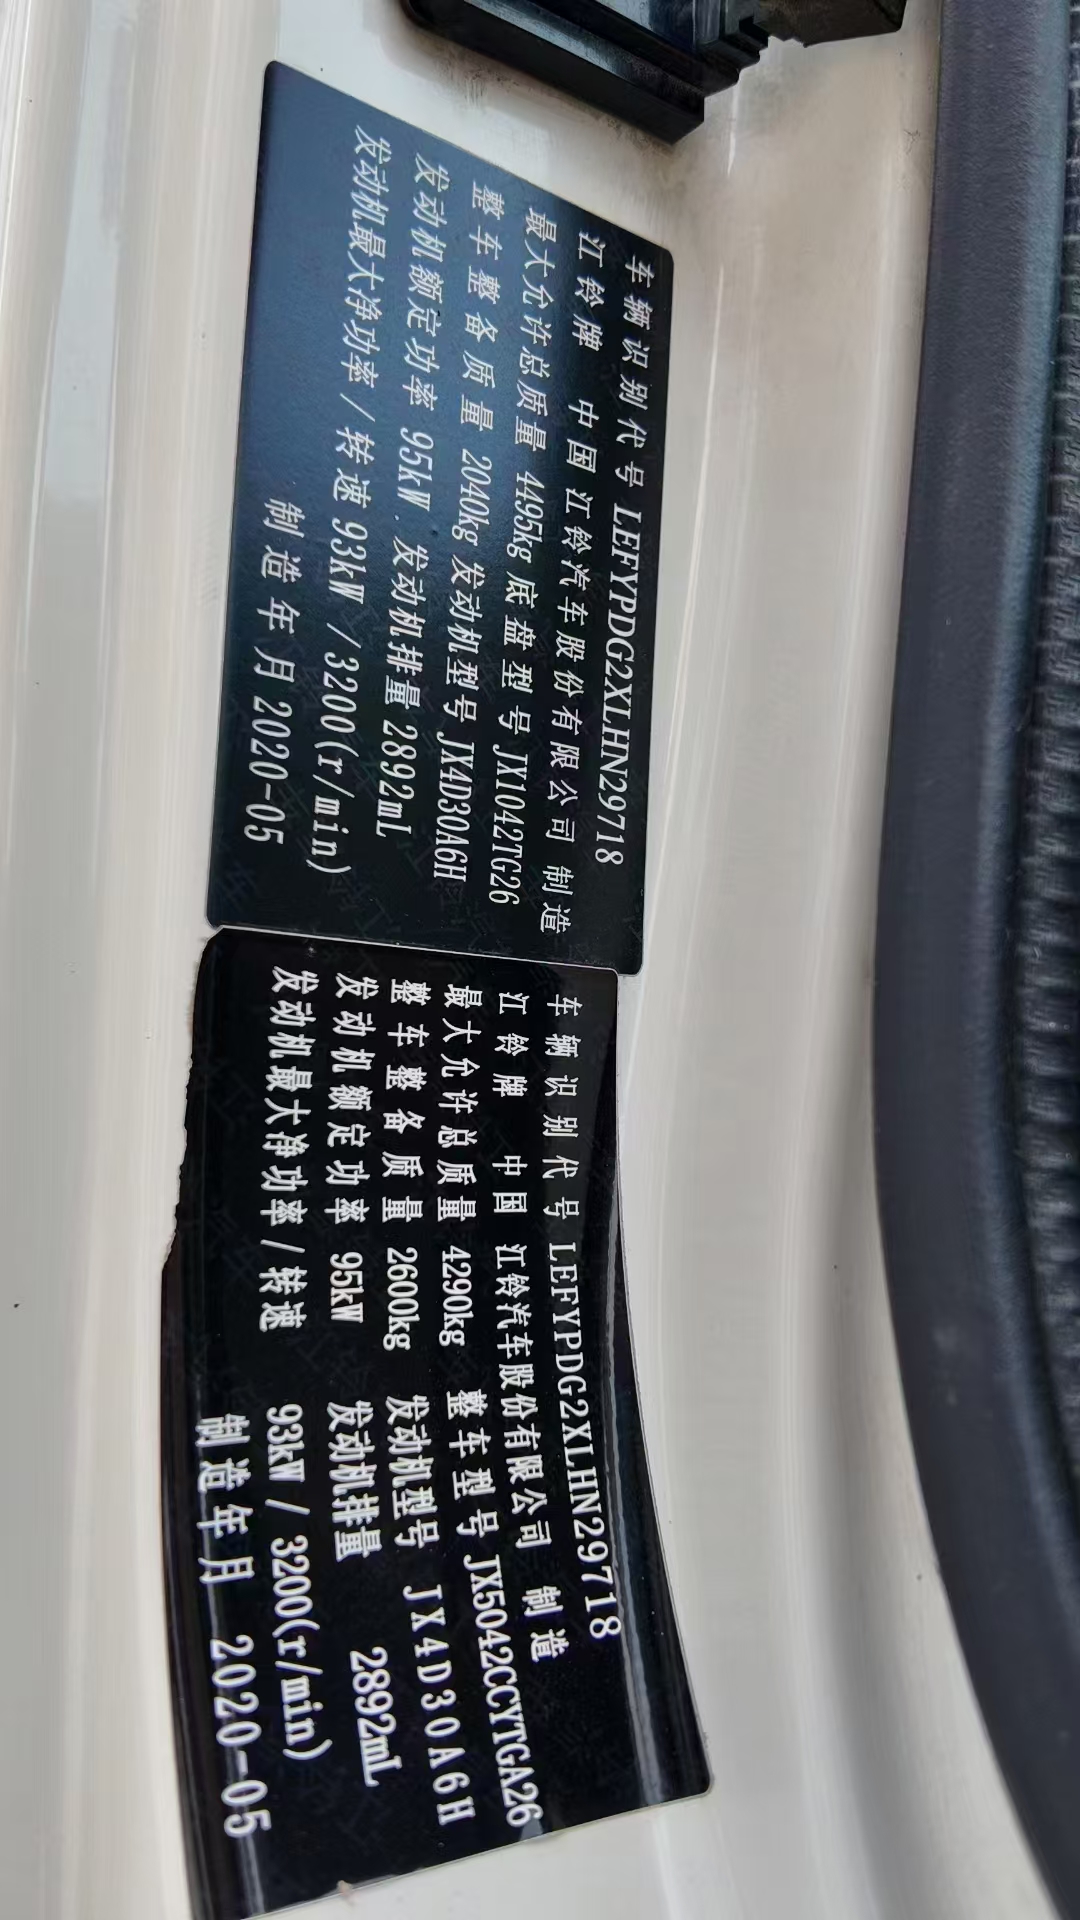 车辆识别代号 LEFYPDG2XLHN29718
江铃牌 中国 江铃汽车股份有限公司 制造
最大允许总质量 4495kg 底盘型号 JX1042TG26
整车整备质量 2040kg 发动机型号 JX4D30A6H
发动机额定功率 95kW 发动机排量 2892mL
发动机最大净功率/转速 93kW /3200(r/min)
制造年月 2020-05
车辆识别代号 LEFYPDG2XLHN29718
江铃牌 中国 江铃汽车股份有限公司 制造
最大允许总质量 4290kg 整车型号 JX5042CCYTGA26
整车整备质量 2600kg 发动机型号 JX4D30A6H
发动机额定功率 95kW 发动机排量 2892mL
发动机最大净功率/转速 93kW / 3200(r/min)
制造年月 2020-05